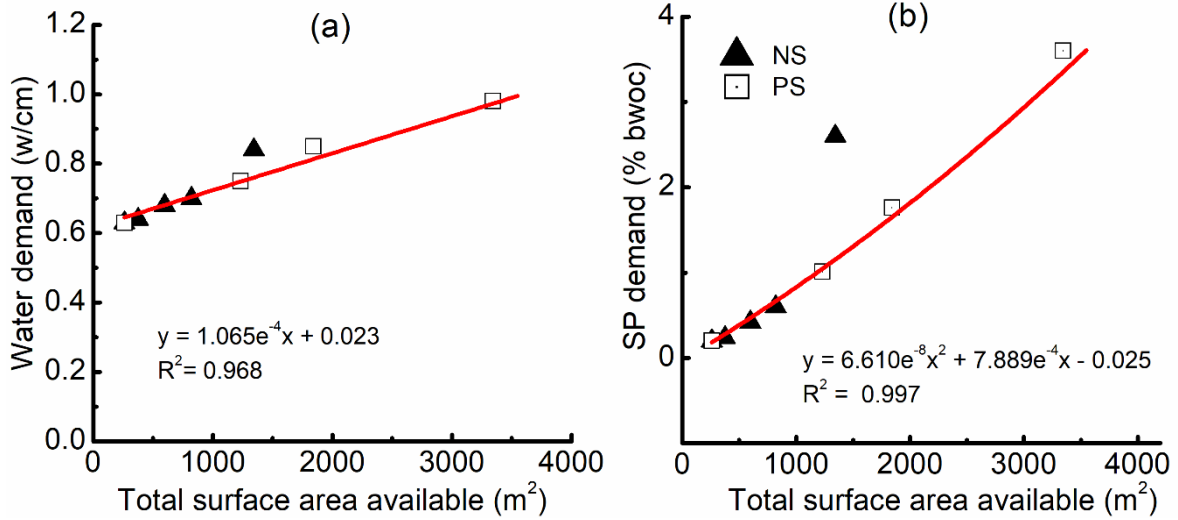 (a)
Water demand (w/cm)
1.2
1.0
0.8
0.6
0.4
0.2
0.0
y = 1.065e⁻⁴x + 0.023
R²= 0.968
0 1000 2000 3000 4000
Total surface area available (m²)
(b)
SP demand (% bwoc)
4
2
0
NS
PS
y = 6.610e⁻⁸x² + 7.889e⁻⁴x - 0.025
R² = 0.997
0 1000 2000 3000 4000
Total surface area available (m²)